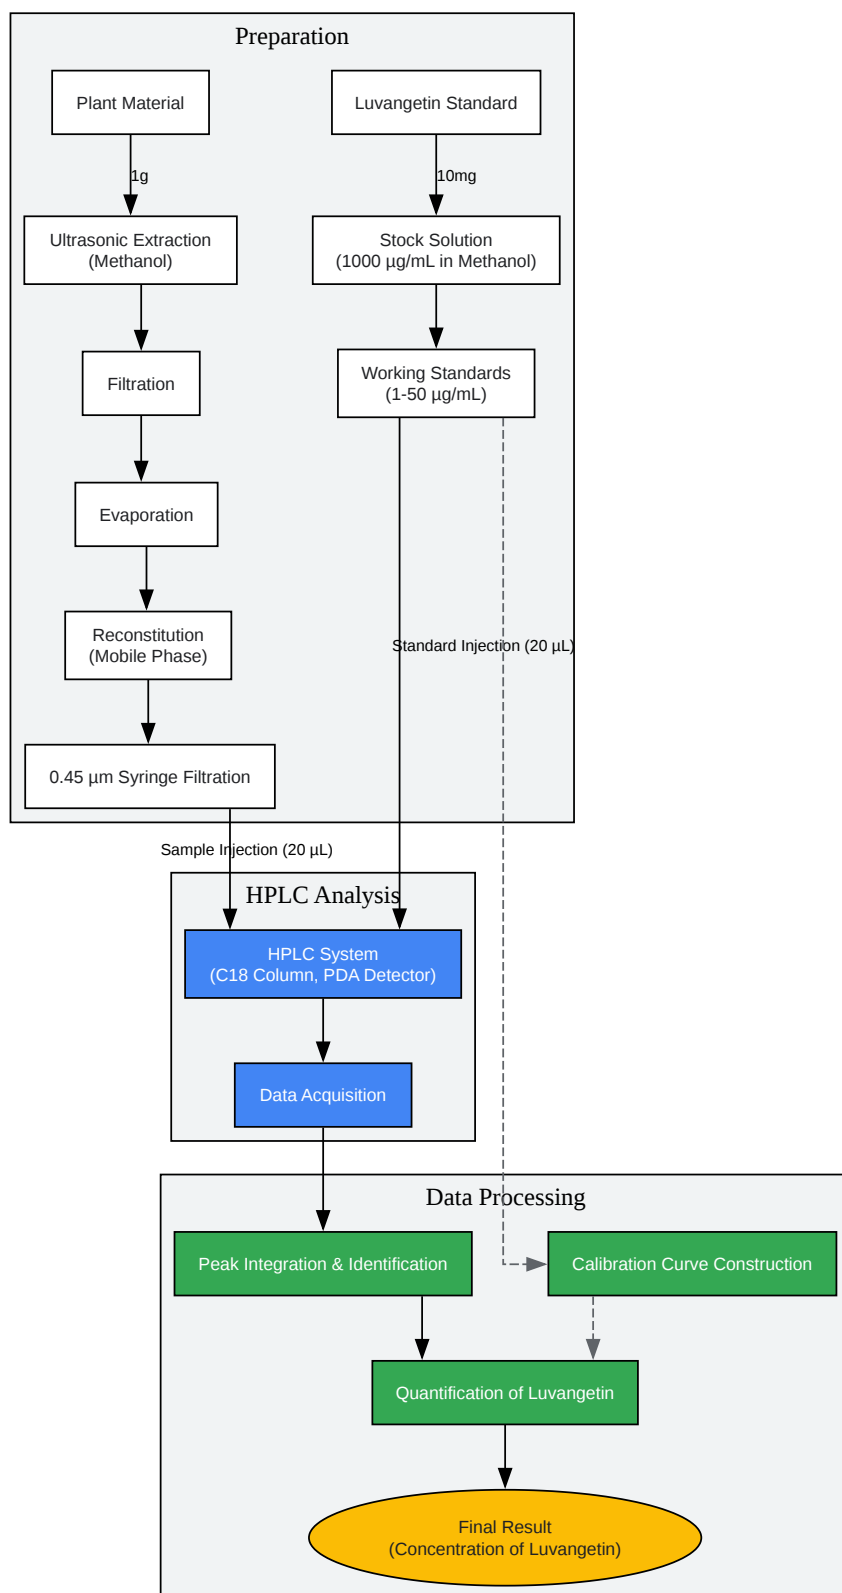 Preparation
Plant Material
Luvangetin Standard
1g
10mg
Ultrasonic Extraction
(Methanol)
Stock Solution
(1000 µg/mL in Methanol)
Filtration
Working Standards
(1-50 µg/mL)
Evaporation
Reconstitution
(Mobile Phase)
Standard Injection (20 µL)
0.45 µm Syringe Filtration
Sample Injection (20 µL)
HPLC Analysis
HPLC System
(C18 Column, PDA Detector)
Data Acquisition
Data Processing
Peak Integration & Identification
Calibration Curve Construction
Quantification of Luvangetin
Final Result
(Concentration of Luvangetin)